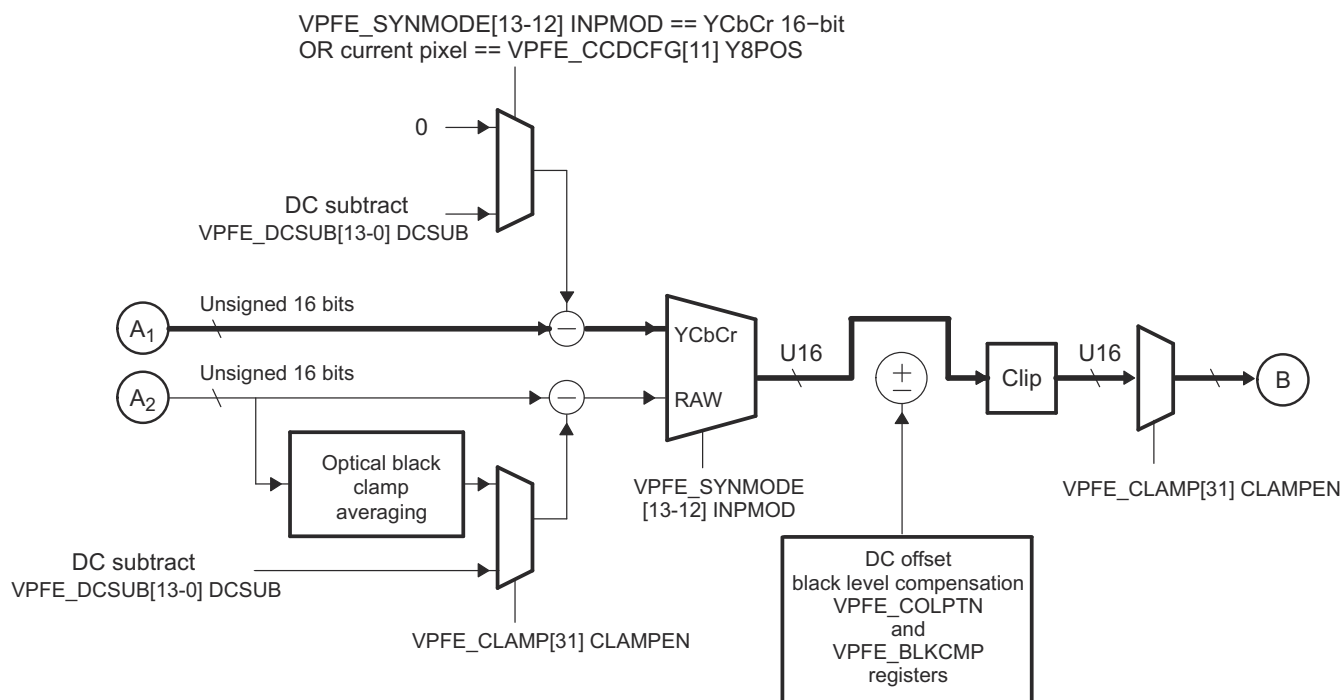 VPFE_SYNMODE[13-12] INPMOD == YCbCr 16−bit
OR current pixel == VPFE_CCDCFG[11] Y8POS
0
DC subtract
VPFE_DCSUB[13-0] DCSUB
A1
Unsigned 16 bits
−
YCbCr
U16
±
Clip
U16
B
A2
Unsigned 16 bits
−
RAW
Optical black
clamp
averaging
VPFE_SYNMODE
[13-12] INPMOD
VPFE_CLAMP[31] CLAMPEN
DC subtract
VPFE_DCSUB[13-0] DCSUB
VPFE_CLAMP[31] CLAMPEN
DC offset
black level compensation
VPFE_COLPTN
and
VPFE_BLKCMP
registers